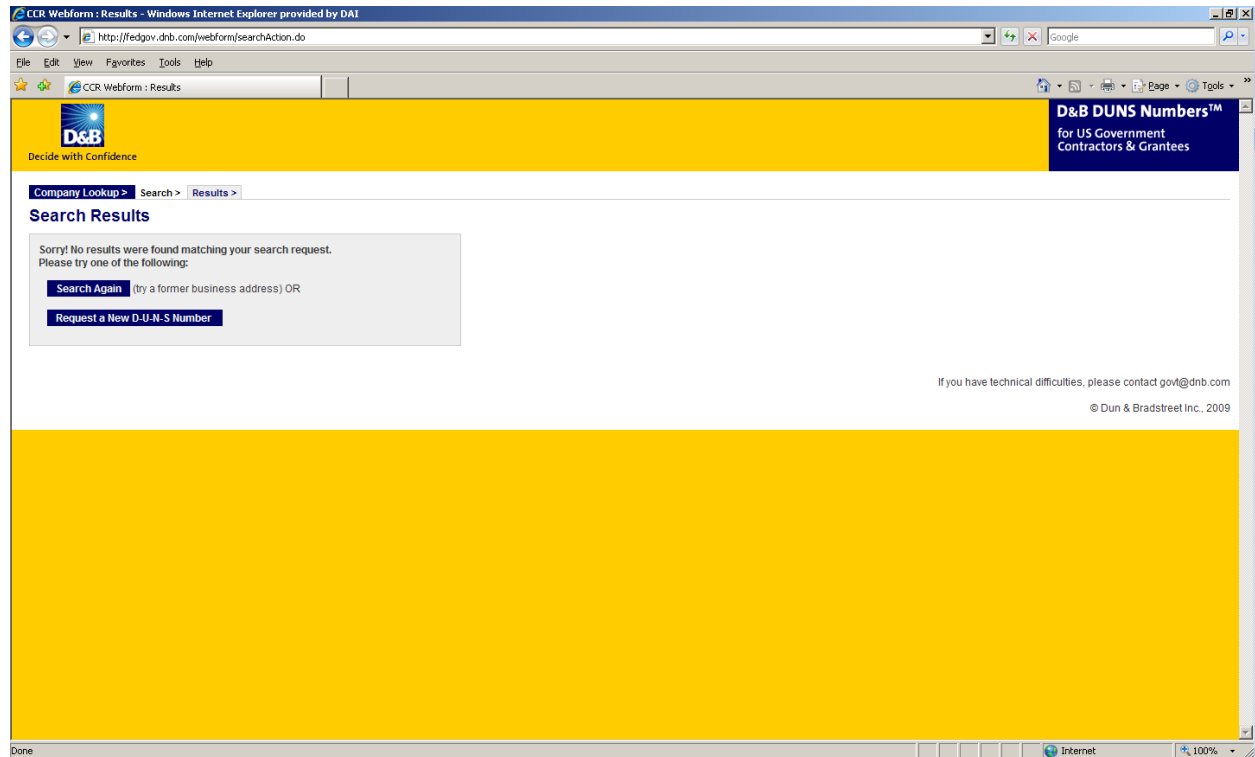 CCR Webform : Results - Windows Internet Explorer provided by DAI
http://fedgov.dnb.com/webform/searchAction.do
Google
File Edit View Favorites Tools Help
CCR Webform : Results
Page Tools »
D&B
Decide with Confidence
D&B DUNS Numbers™
for US Government
Contractors & Grantees
Company Lookup > Search > Results >
Search Results
Sorry! No results were found matching your search request.
Please try one of the following:
Search Again (try a former business address) OR
Request a New D-U-N-S Number
If you have technical difficulties, please contact govt@dnb.com
© Dun & Bradstreet Inc., 2009
Done Internet 100%